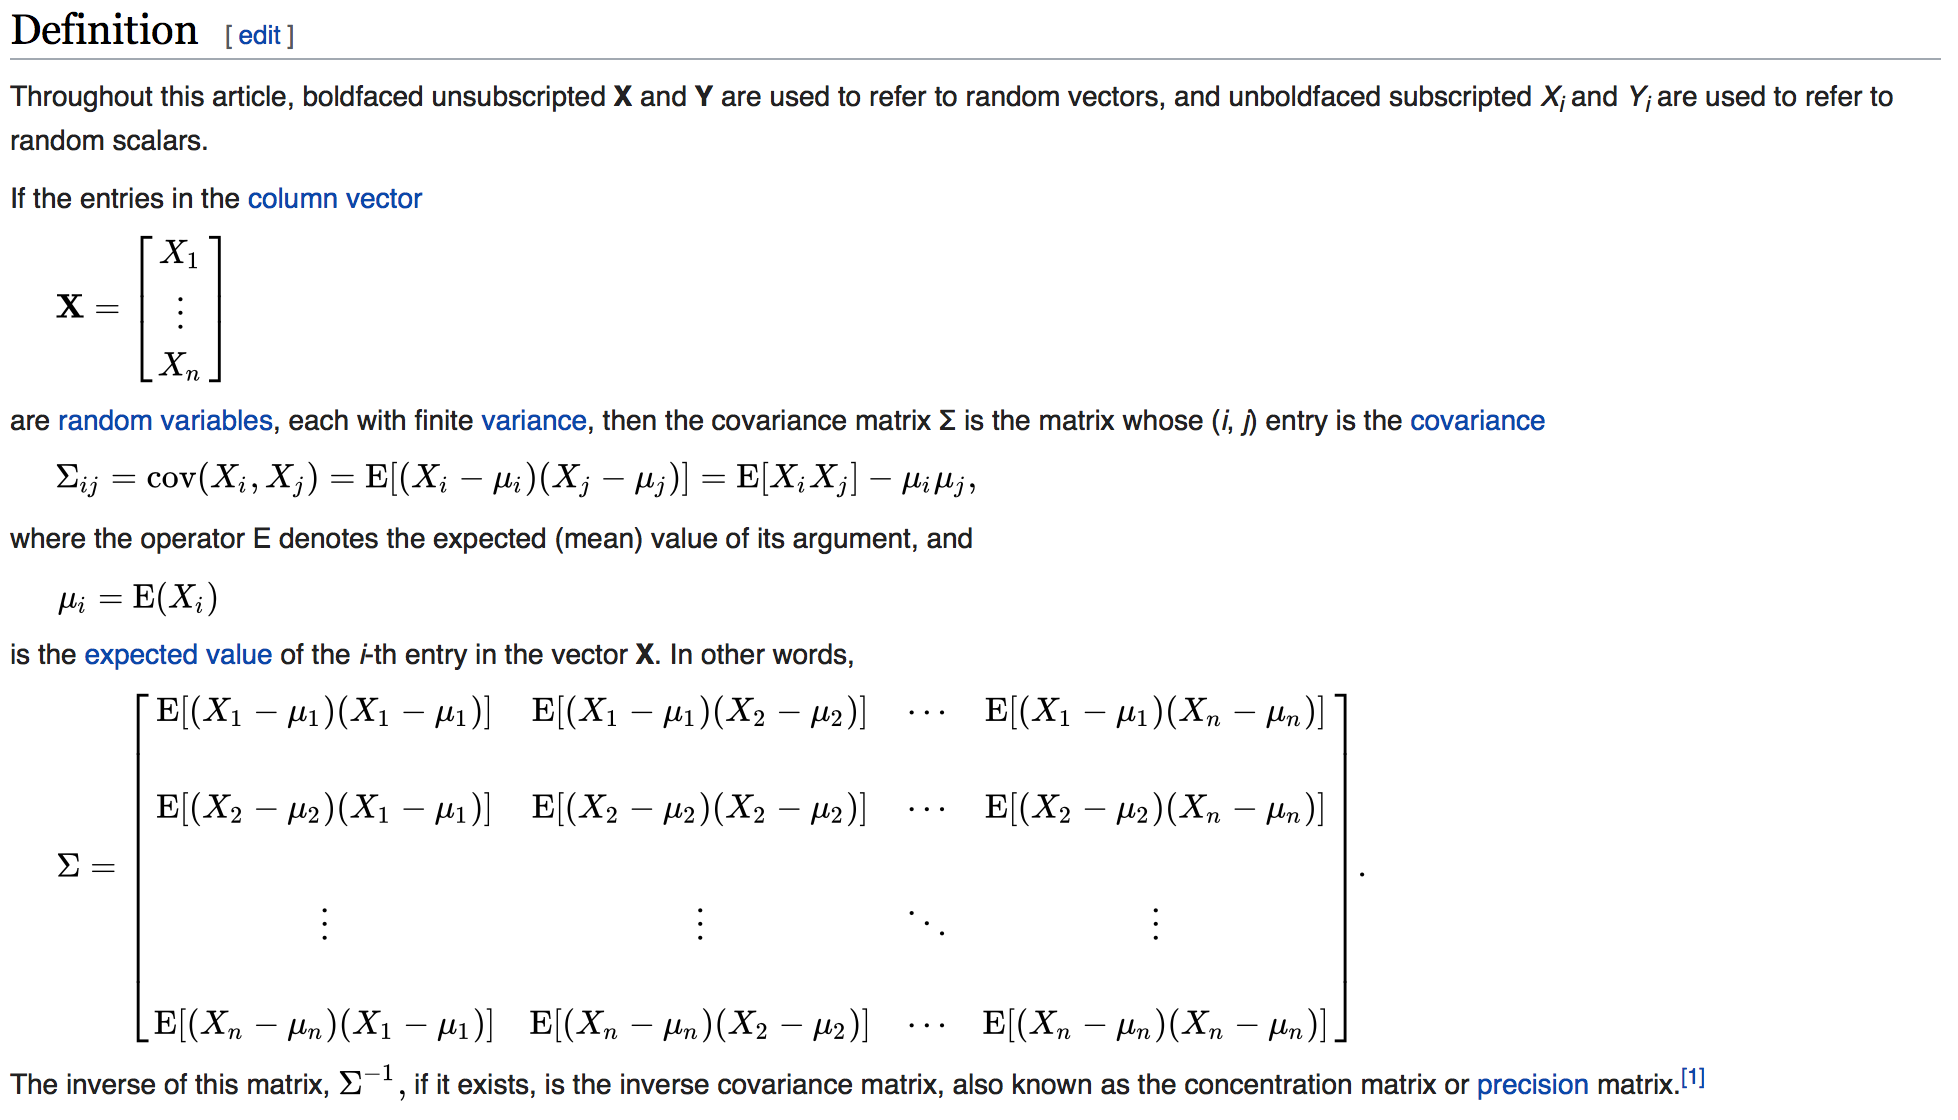 Definition [ edit ]
Throughout this article, boldfaced unsubscripted X and Y are used to refer to random vectors, and unboldfaced subscripted Xᵢ and Yᵢ are used to refer to
random scalars.
If the entries in the column vector
X = [ X₁ ⋮ Xₙ ]
are random variables, each with finite variance, then the covariance matrix Σ is the matrix whose (i, j) entry is the covariance
Σᵢⱼ = cov(Xᵢ, Xⱼ) = E[(Xᵢ − μᵢ)(Xⱼ − μⱼ)] = E[XᵢXⱼ] − μᵢμⱼ,
where the operator E denotes the expected (mean) value of its argument, and
μᵢ = E(Xᵢ)
is the expected value of the i-th entry in the vector X. In other words,
E[(X₁ − μ₁)(X₁ − μ₁)] E[(X₁ − μ₁)(X₂ − μ₂)] ⋯ E[(X₁ − μ₁)(Xₙ − μₙ)]
E[(X₂ − μ₂)(X₁ − μ₁)] E[(X₂ − μ₂)(X₂ − μ₂)] ⋯ E[(X₂ − μ₂)(Xₙ − μₙ)]
Σ = .
⋮ ⋮ ⋱ ⋮
E[(Xₙ − μₙ)(X₁ − μ₁)] E[(Xₙ − μₙ)(X₂ − μ₂)] ⋯ E[(Xₙ − μₙ)(Xₙ − μₙ)]
The inverse of this matrix, Σ⁻¹, if it exists, is the inverse covariance matrix, also known as the concentration matrix or precision matrix.[1]